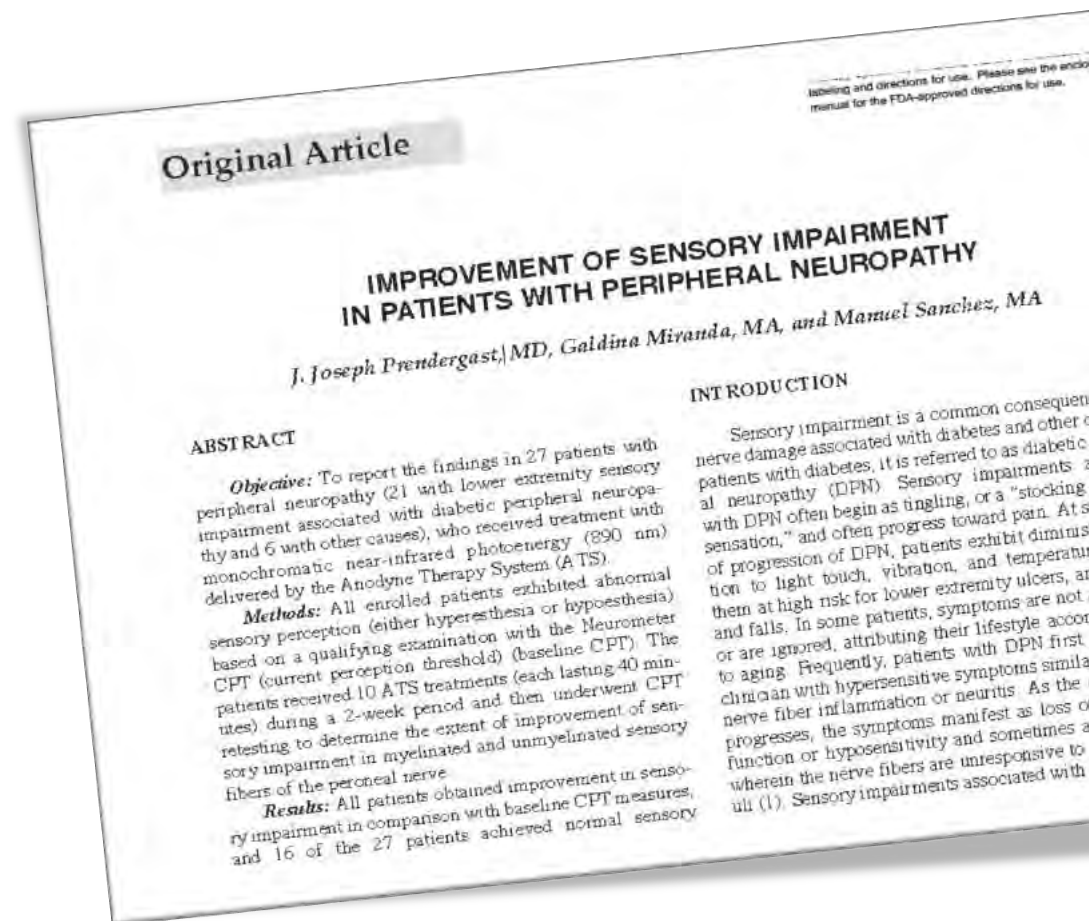 labeling and directions for use. Please see the enclo
manual for the FDA-approved directions for use.
Original Article
IMPROVEMENT OF SENSORY IMPAIRMENT
IN PATIENTS WITH PERIPHERAL NEUROPATHY
J. Joseph Prendergast, MD, Galdina Miranda, MA, and Manuel Sanchez, MA
ABSTRACT
Objective: To report the findings in 27 patients with
peripheral neuropathy (21 with lower extremity sensory
impairment associated with diabetic peripheral neuropa-
thy and 6 with other causes), who received treatment with
monochromatic near-infrared photoenergy (890 nm)
delivered by the Anodyne Therapy System (ATS).
Methods: All enrolled patients exhibited abnormal
sensory perception (either hyperesthesia or hypoesthesia)
based on a qualifying examination with the Neurometer
CPT (current perception threshold) (baseline CPT). The
patients received 10 ATS treatments (each lasting 40 min-
utes) during a 2-week period and then underwent CPT
retesting to determine the extent of improvement of sen-
sory impairment in myelinated and unmyelinated sensory
fibers of the peroneal nerve
Results: All patients obtained improvement in senso-
ry impairment in comparison with baseline CPT measures,
and 16 of the 27 patients achieved normal sensory
INTRODUCTION
Sensory impairment is a common consequen
nerve damage associated with diabetes and other c
patients with diabetes, it is referred to as diabetic
al neuropathy (DPN) Sensory impairments a
with DPN often begin as tingling, or a "stocking
sensation," and often progress toward pain. At s
of progression of DPN, patients exhibit diminis
tion to light touch, vibration, and temperatur
them at high risk for lower extremity ulcers, an
and falls. In some patients, symptoms are not
or are ignored, attributing their lifestyle accom
to aging. Frequently, patients with DPN first
clinician with hypersensitive symptoms simila
nerve fiber inflammation or neuritis. As the
progresses, the symptoms manifest as loss o
function or hyposensitivity and sometimes a
wherein the nerve fibers are unresponsive to
uli (1). Sensory impairments associated with